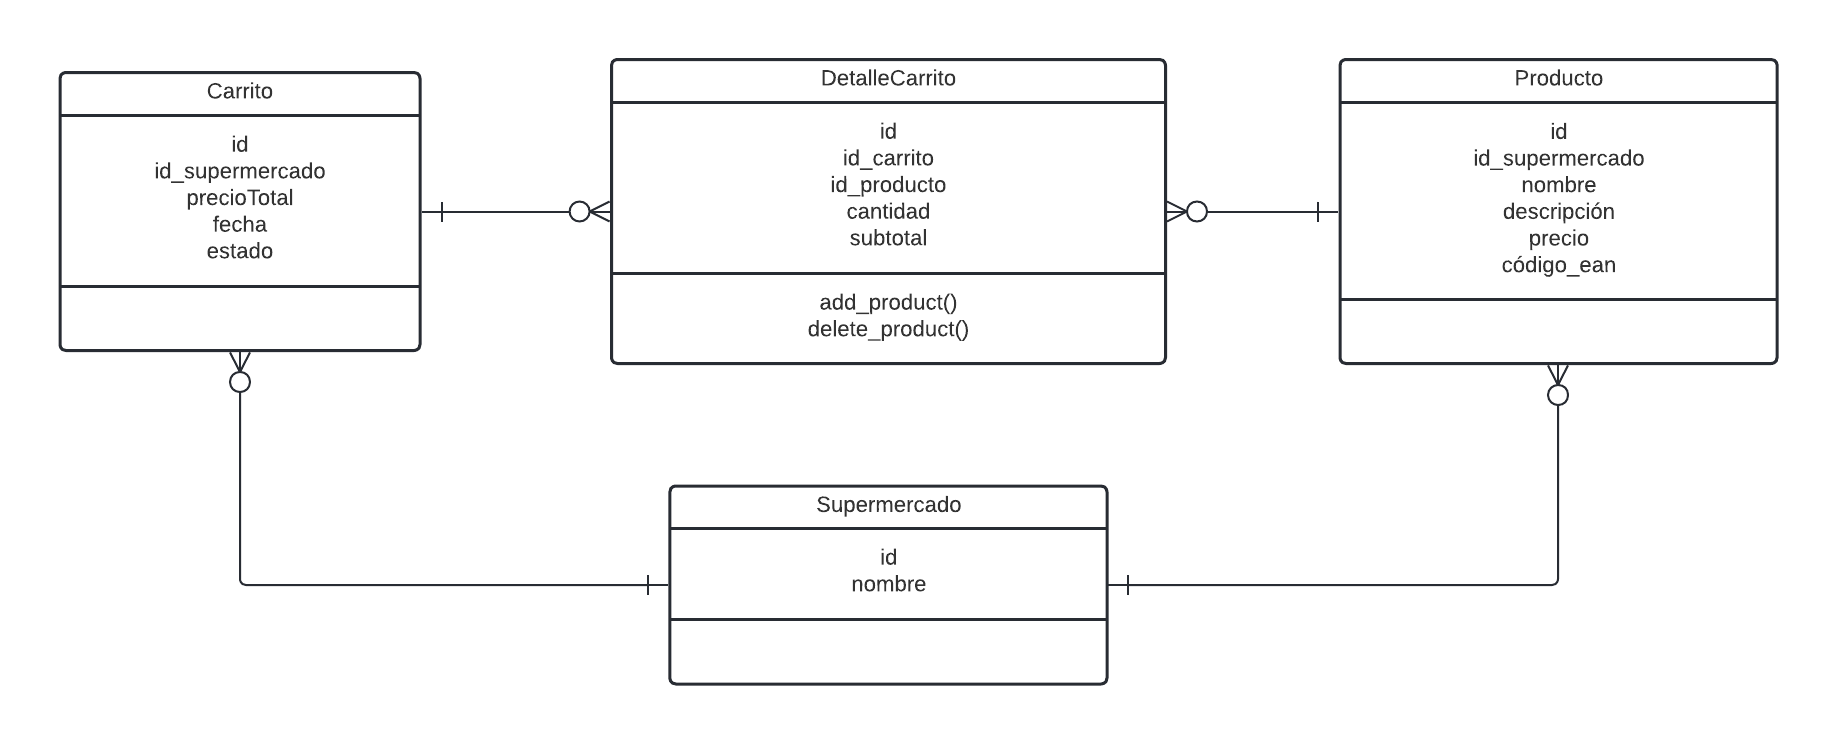 Carrito
id
id_supermercado
precioTotal
fecha
estado
DetalleCarrito
id
id_carrito
id_producto
cantidad
subtotal
add_product()
delete_product()
Producto
id
id_supermercado
nombre
descripción
precio
código_ean
Supermercado
id
nombre